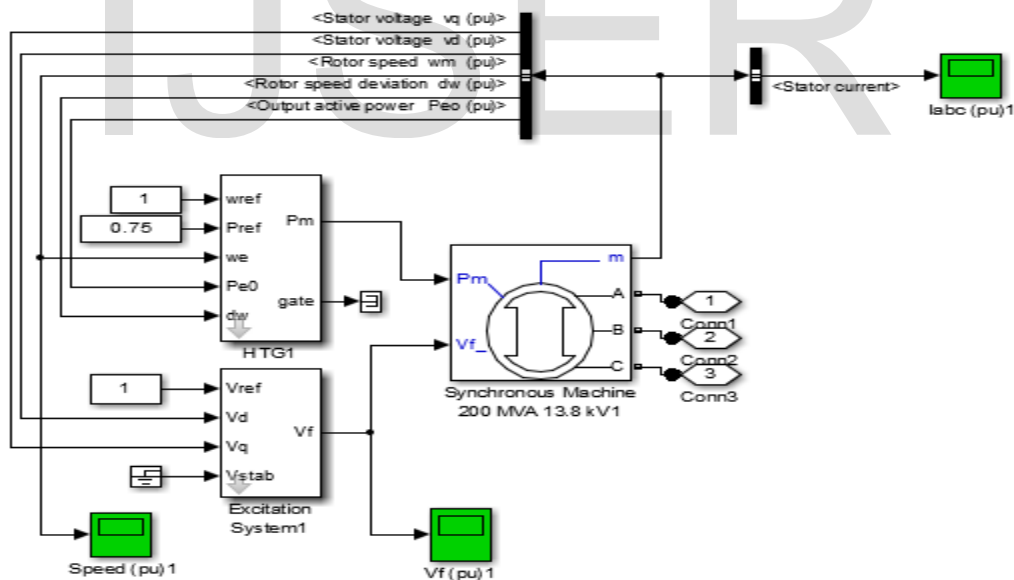 IJSER
<Stator voltage vq (pu)>
<Stator voltage vd (pu)>
<Rotor speed wm (pu)>
<Rotor speed deviation dw (pu)>
<Output active power Peo (pu)>
<Stator current>
Iabc (pu)1
1
0.75
wref
Pref
we
Pe0
dw
Pm
gate
HTG1
Pm
Vf_
m
A
B
C
1
Conn1
2
Conn2
3
Conn3
Synchronous Machine
200 MVA 13.8 kV1
1
Vref
Vd
Vq
Vstab
Vf
Excitation
System1
Speed (pu)1
Vf (pu)1